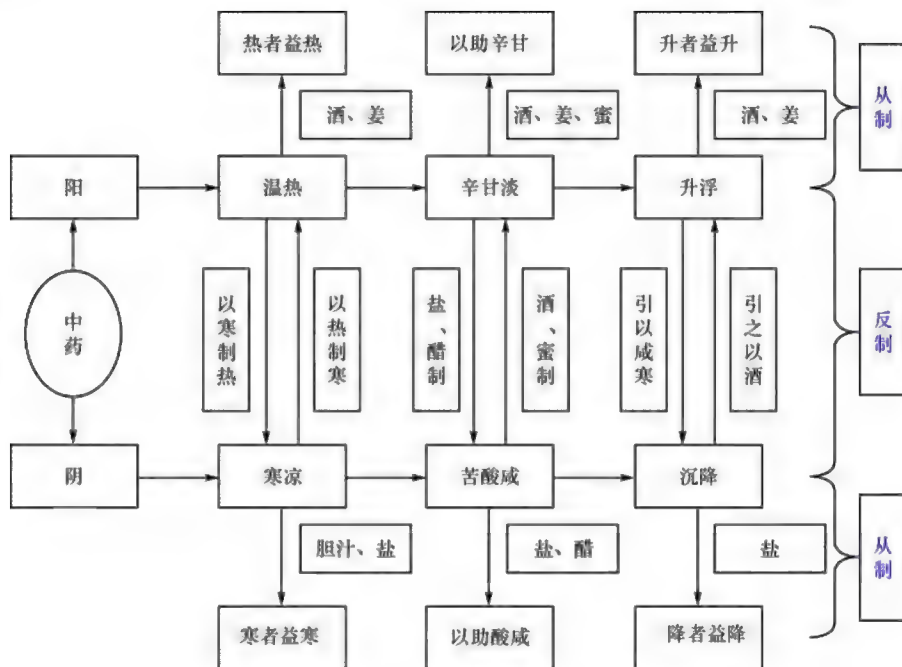 热者益热
以助辛甘
升者益升
从制
酒、姜
酒、姜、蜜
酒、姜
阳
温热
辛甘淡
升浮
中药
以寒制热
以热制寒
盐、醋制
酒、蜜制
引以咸寒
引之以酒
反制
阴
寒凉
苦酸咸
沉降
胆汁、盐
盐、醋
盐
从制
寒者益寒
以助酸咸
降者益降